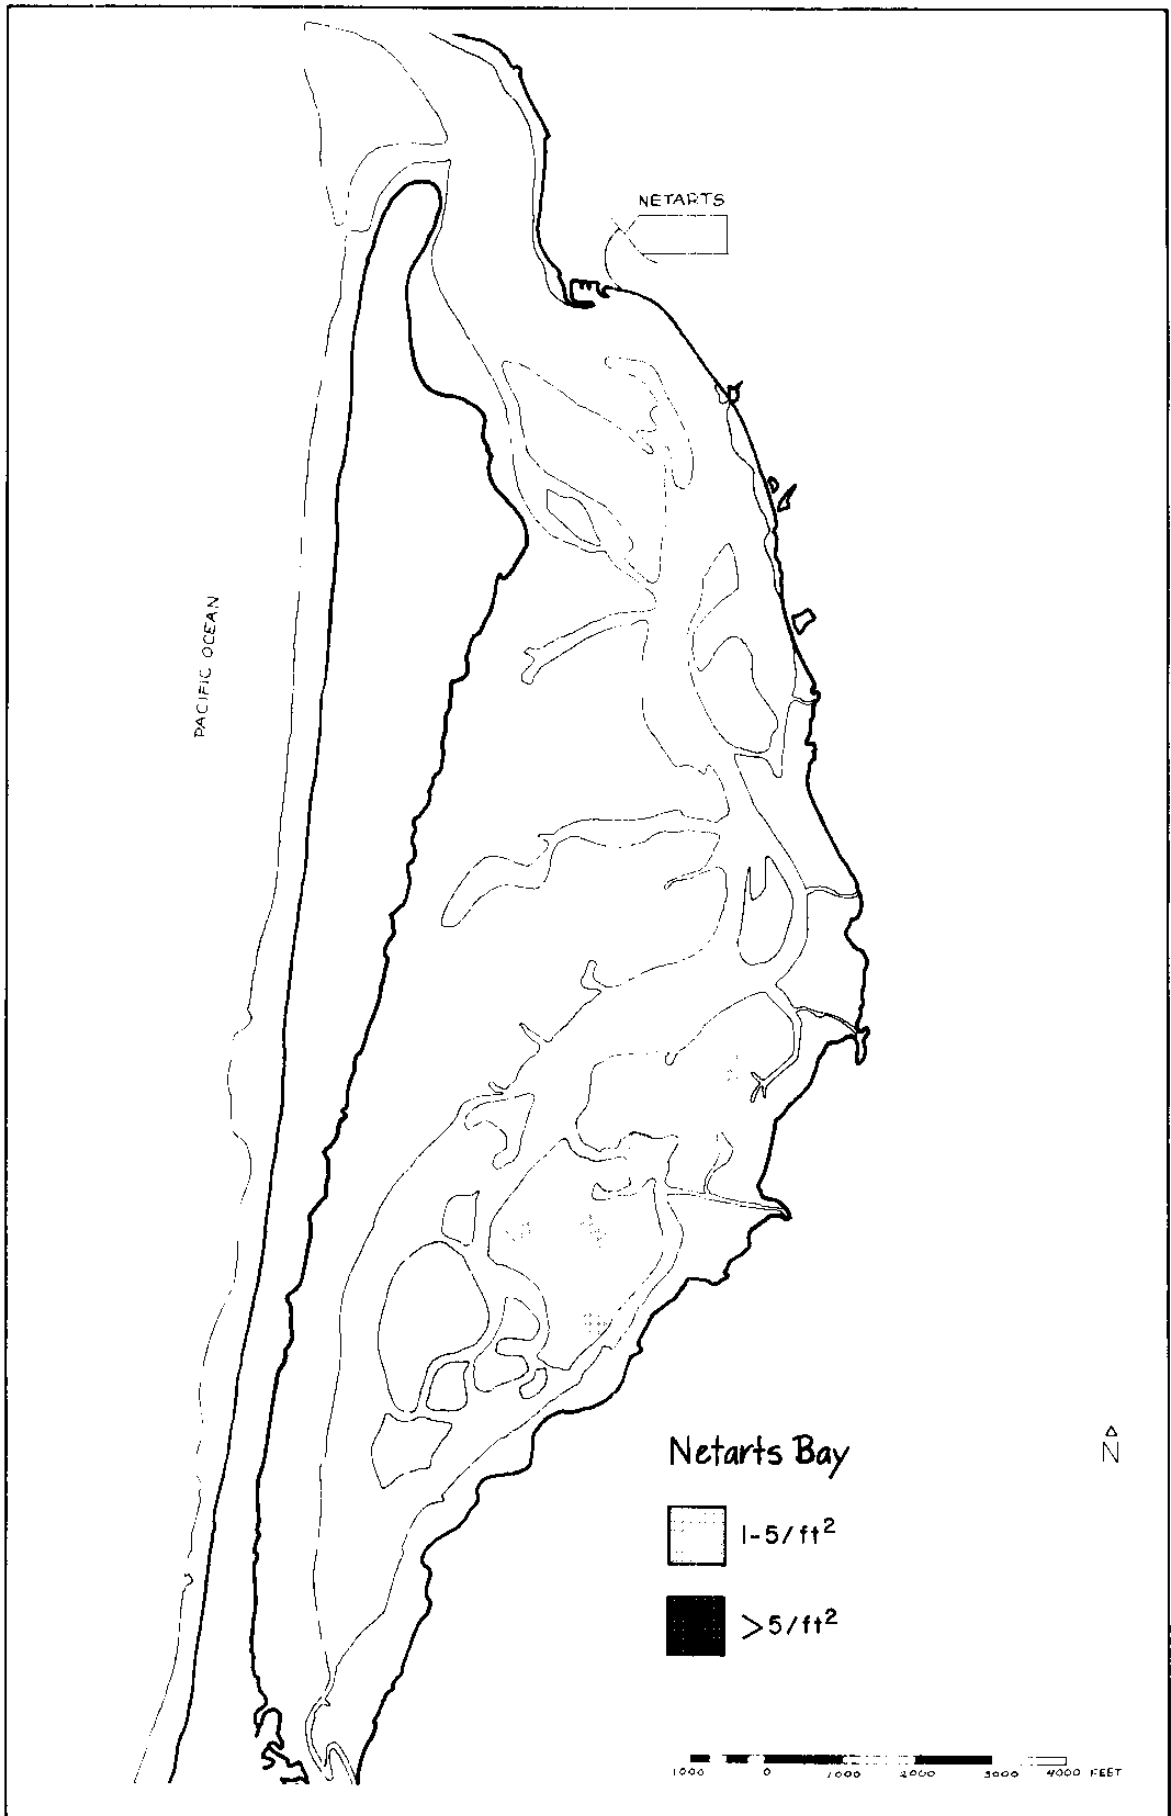 NETARTS
PACIFIC OCEAN
Netarts Bay
N
1-5/ft²
>5/ft²
1000 0 1000 2000 3000 4000 FEET